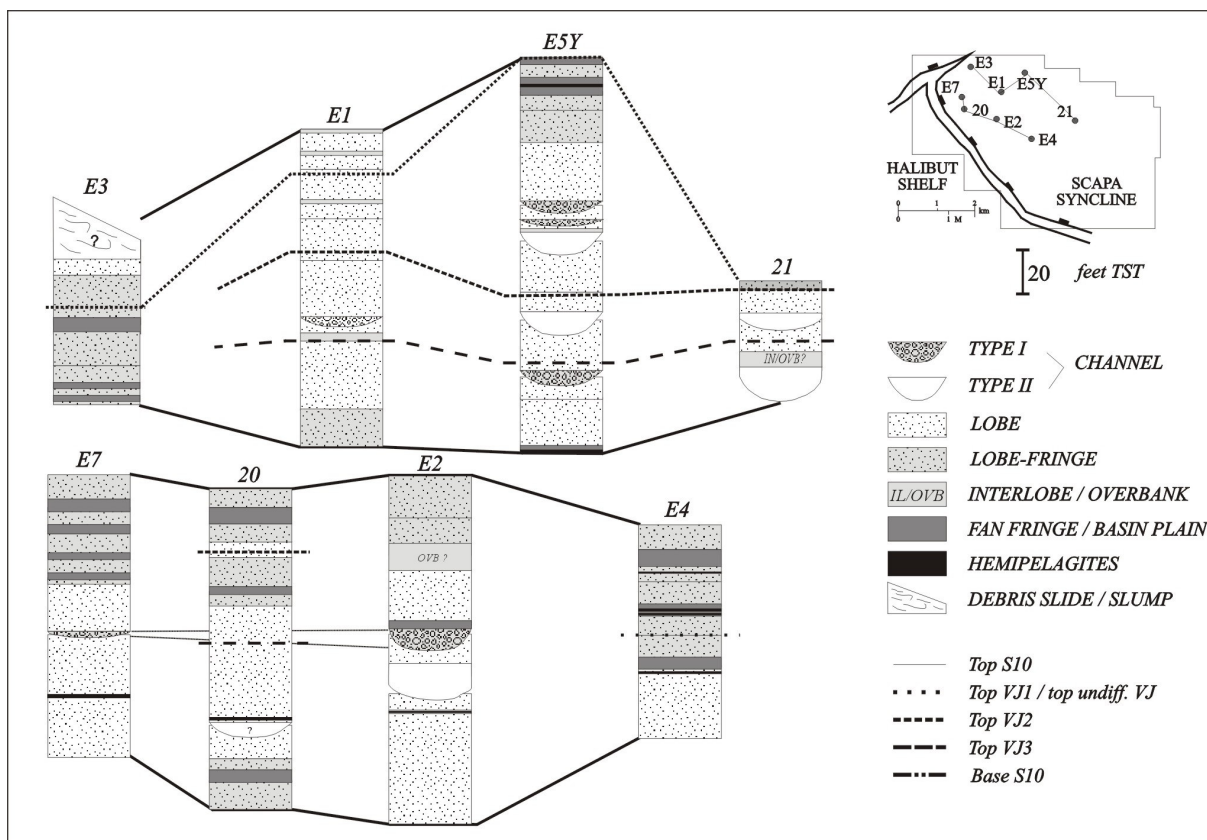 E3
E1
E5Y
21
?
IN/OVB?
E7
20
E2
E4
OVB ?
?
E3
E1
E5Y
E7
20
E2
21
E4
HALIBUT
SHELF
SCAPA
SYNCLINE
0 1 2 km
0 1 M
20 feet TST
TYPE I
TYPE II
CHANNEL
LOBE
LOBE-FRINGE
IL/OVB INTERLOBE / OVERBANK
FAN FRINGE / BASIN PLAIN
HEMIPELAGITES
DEBRIS SLIDE / SLUMP
Top S10
Top VJ1 / top undiff. VJ
Top VJ2
Top VJ3
Base S10